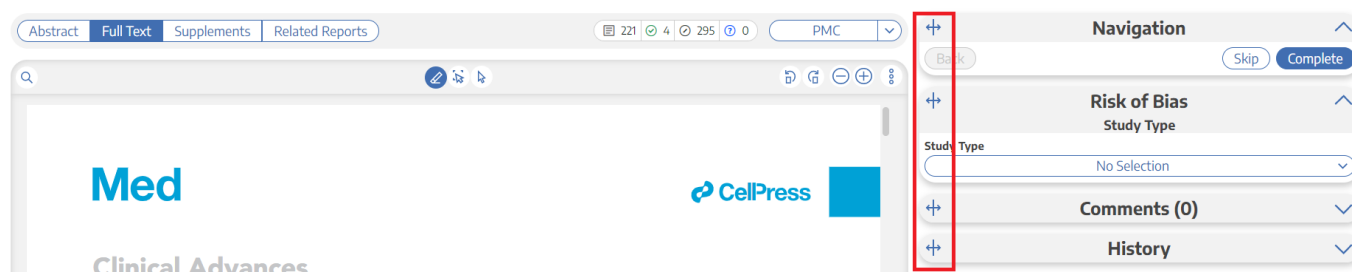 Abstract Full Text Supplements Related Reports 221 4 295 0 PMC
Navigation
Back Skip Complete
Risk of Bias
Study Type
Study Type
No Selection
Comments (0)
History
Med
CellPress
Clinical Advances